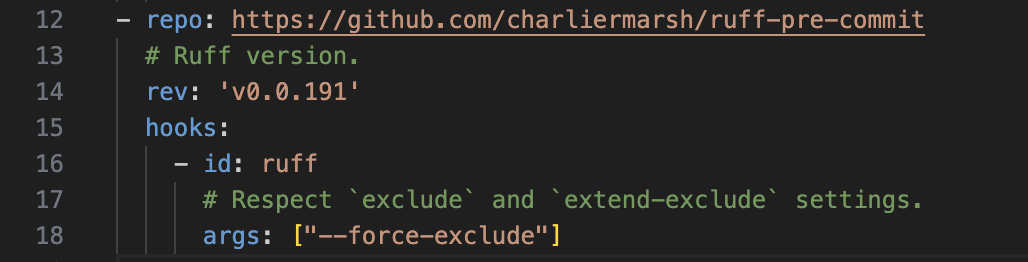 12 - repo: https://github.com/charliermarsh/ruff-pre-commit
13 # Ruff version.
14 rev: 'v0.0.191'
15 hooks:
16 - id: ruff
17 # Respect `exclude` and `extend-exclude` settings.
18 args: ["--force-exclude"]